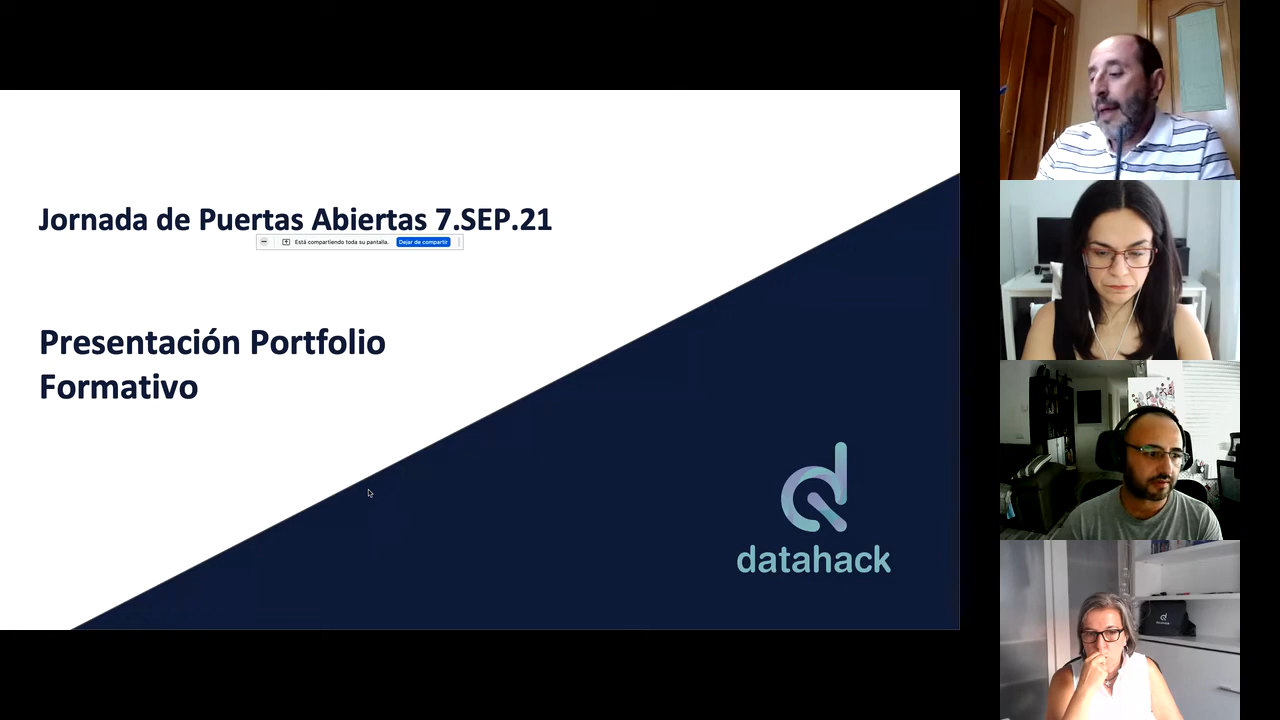 Jornada de Puertas Abiertas 7.SEP.21
Está compartiendo toda su pantalla. Dejar de compartir
Presentación Portfolio
Formativo
datahack
datahack